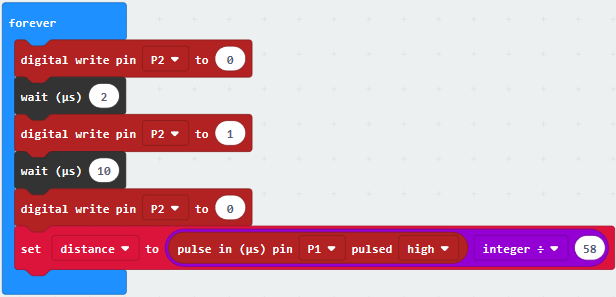 forever
digital write pin P2 to 0
wait (µs) 2
digital write pin P2 to 1
wait (µs) 10
digital write pin P2 to 0
set distance to pulse in (µs) pin P1 pulsed high integer ÷ 58